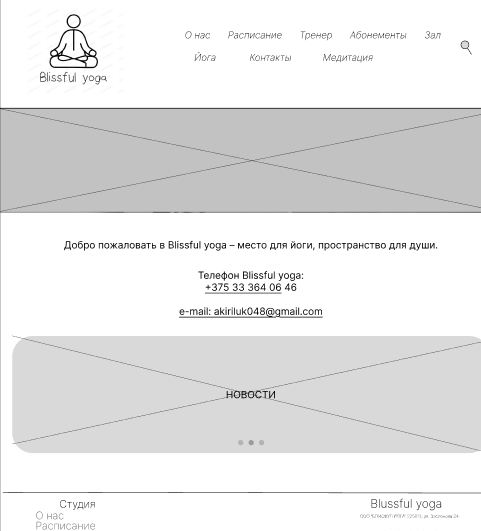 Blissful yoga
О нас Расписание Тренер Абонементы Зал
Йога Контакты Медитация
Добро пожаловать в Blissful yoga – место для йоги, пространство для души.
Телефон Blissful yoga:
+375 33 364 06 46
e-mail: akiriluk048@gmail.com
НОВОСТИ
Студия
Blussful yoga
О нас
Расписание